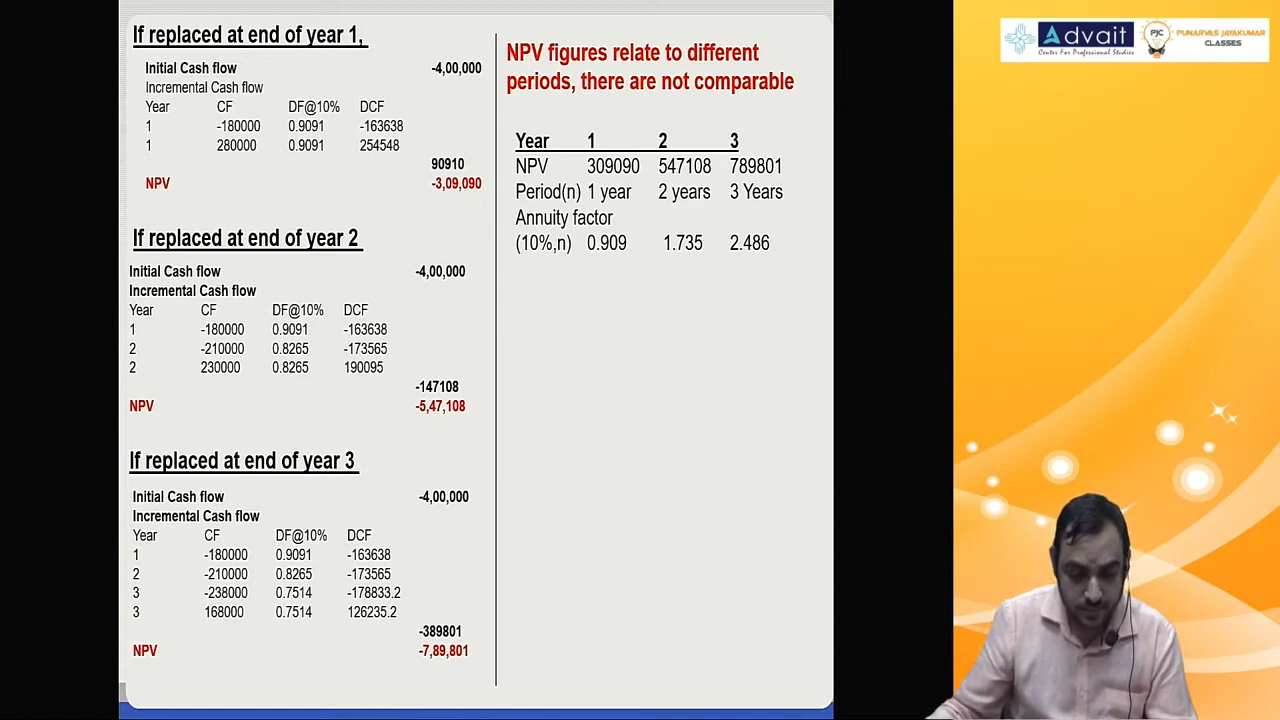 If replaced at end of year 1,
Initial Cash flow -4,00,000
Incremental Cash flow
Year CF DF@10% DCF
1 -180000 0.9091 -163638
1 280000 0.9091 254548
90910
NPV -3,09,090
If replaced at end of year 2
Initial Cash flow -4,00,000
Incremental Cash flow
Year CF DF@10% DCF
1 -180000 0.9091 -163638
2 -210000 0.8265 -173565
2 230000 0.8265 190095
-147108
NPV -5,47,108
If replaced at end of year 3
Initial Cash flow -4,00,000
Incremental Cash flow
Year CF DF@10% DCF
1 -180000 0.9091 -163638
2 -210000 0.8265 -173565
3 -238000 0.7514 -178833.2
3 168000 0.7514 126235.2
-389801
NPV -7,89,801
NPV figures relate to different
periods, there are not comparable
Year 1 2 3
NPV 309090 547108 789801
Period(n) 1 year 2 years 3 Years
Annuity factor
(10%,n) 0.909 1.735 2.486
Advait
Center For Professional Studies
PJC
PUNARVAS JAYAKUMAR
CLASSES